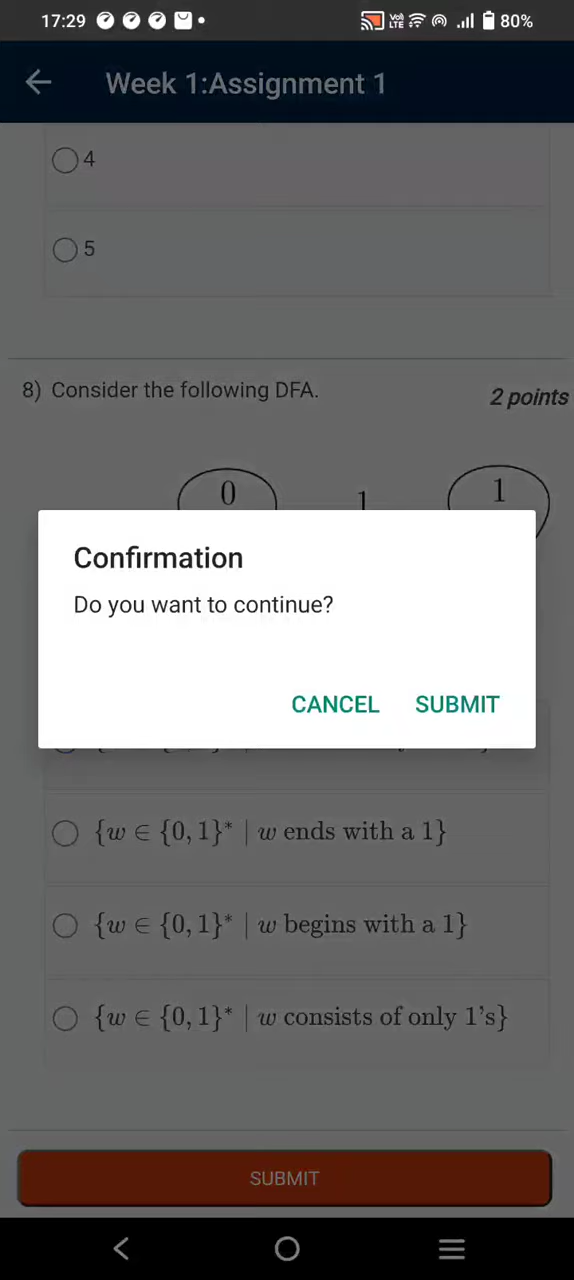 17:29
Vo) LTE
80%
Week 1:Assignment 1
4
5
8) Consider the following DFA.
2 points
0
1
1
Confirmation
Do you want to continue?
CANCEL SUBMIT
{w ∈ {0, 1}* | w ends with a 1}
{w ∈ {0, 1}* | w begins with a 1}
{w ∈ {0, 1}* | w consists of only 1's}
SUBMIT